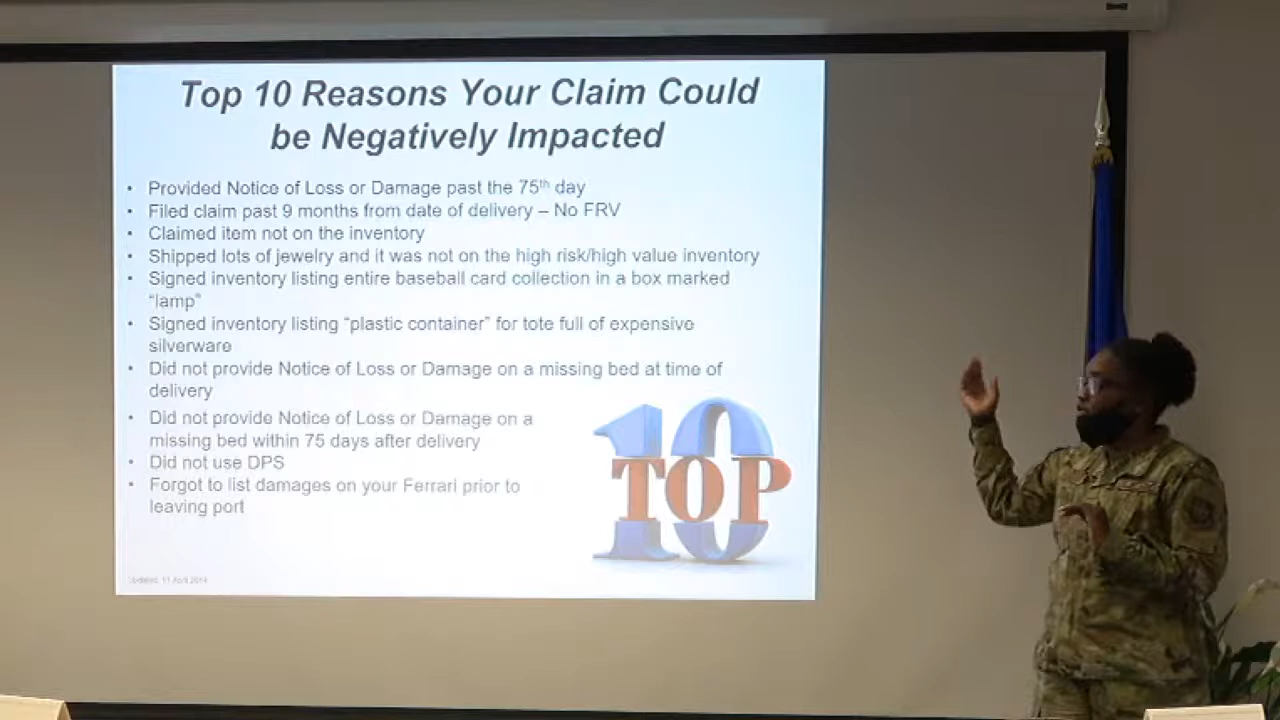 Top 10 Reasons Your Claim Could
be Negatively Impacted
• Provided Notice of Loss or Damage past the 75th day
• Filed claim past 9 months from date of delivery – No FRV
• Claimed item not on the inventory
• Shipped lots of jewelry and it was not on the high risk/high value inventory
• Signed inventory listing entire baseball card collection in a box marked
“lamp”
• Signed inventory listing “plastic container” for tote full of expensive
silverware
• Did not provide Notice of Loss or Damage on a missing bed at time of
delivery
• Did not provide Notice of Loss or Damage on a
missing bed within 75 days after delivery
• Did not use DPS
• Forgot to list damages on your Ferrari prior to
leaving port
10
TOP
Updated: 11 April